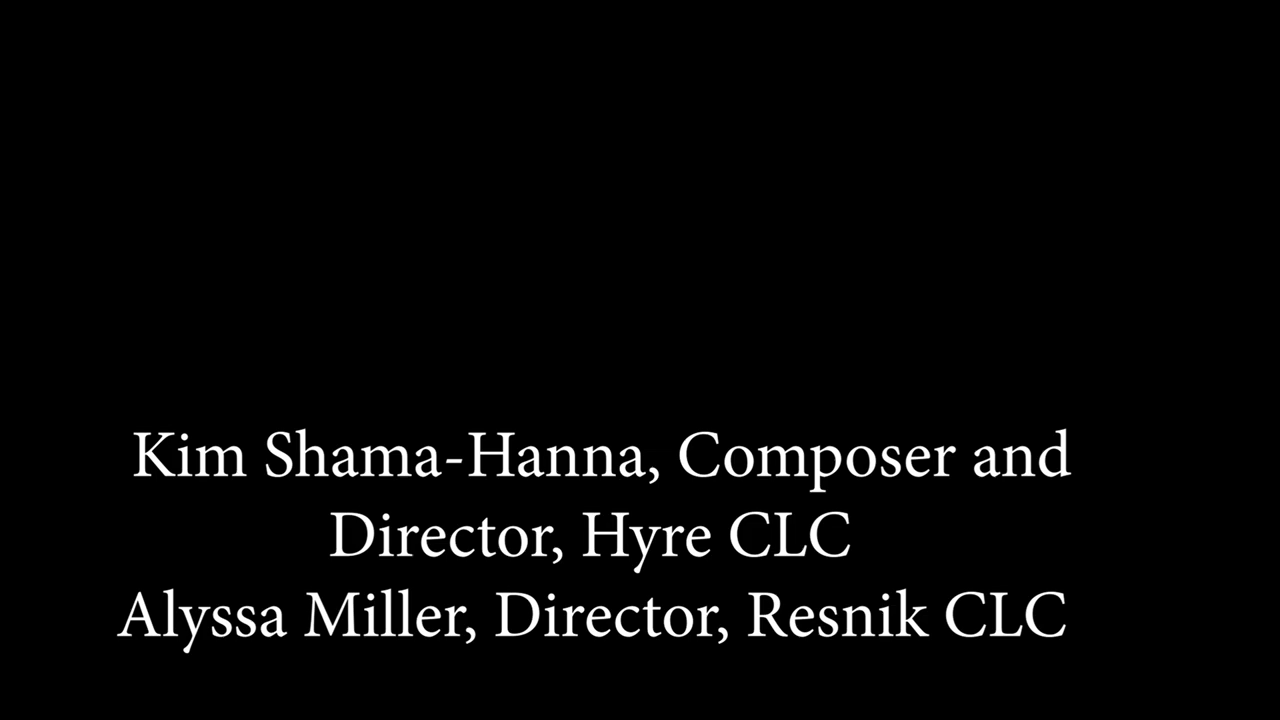 Kim Shama-Hanna, Composer and
Director, Hyre CLC
Alyssa Miller, Director, Resnik CLC